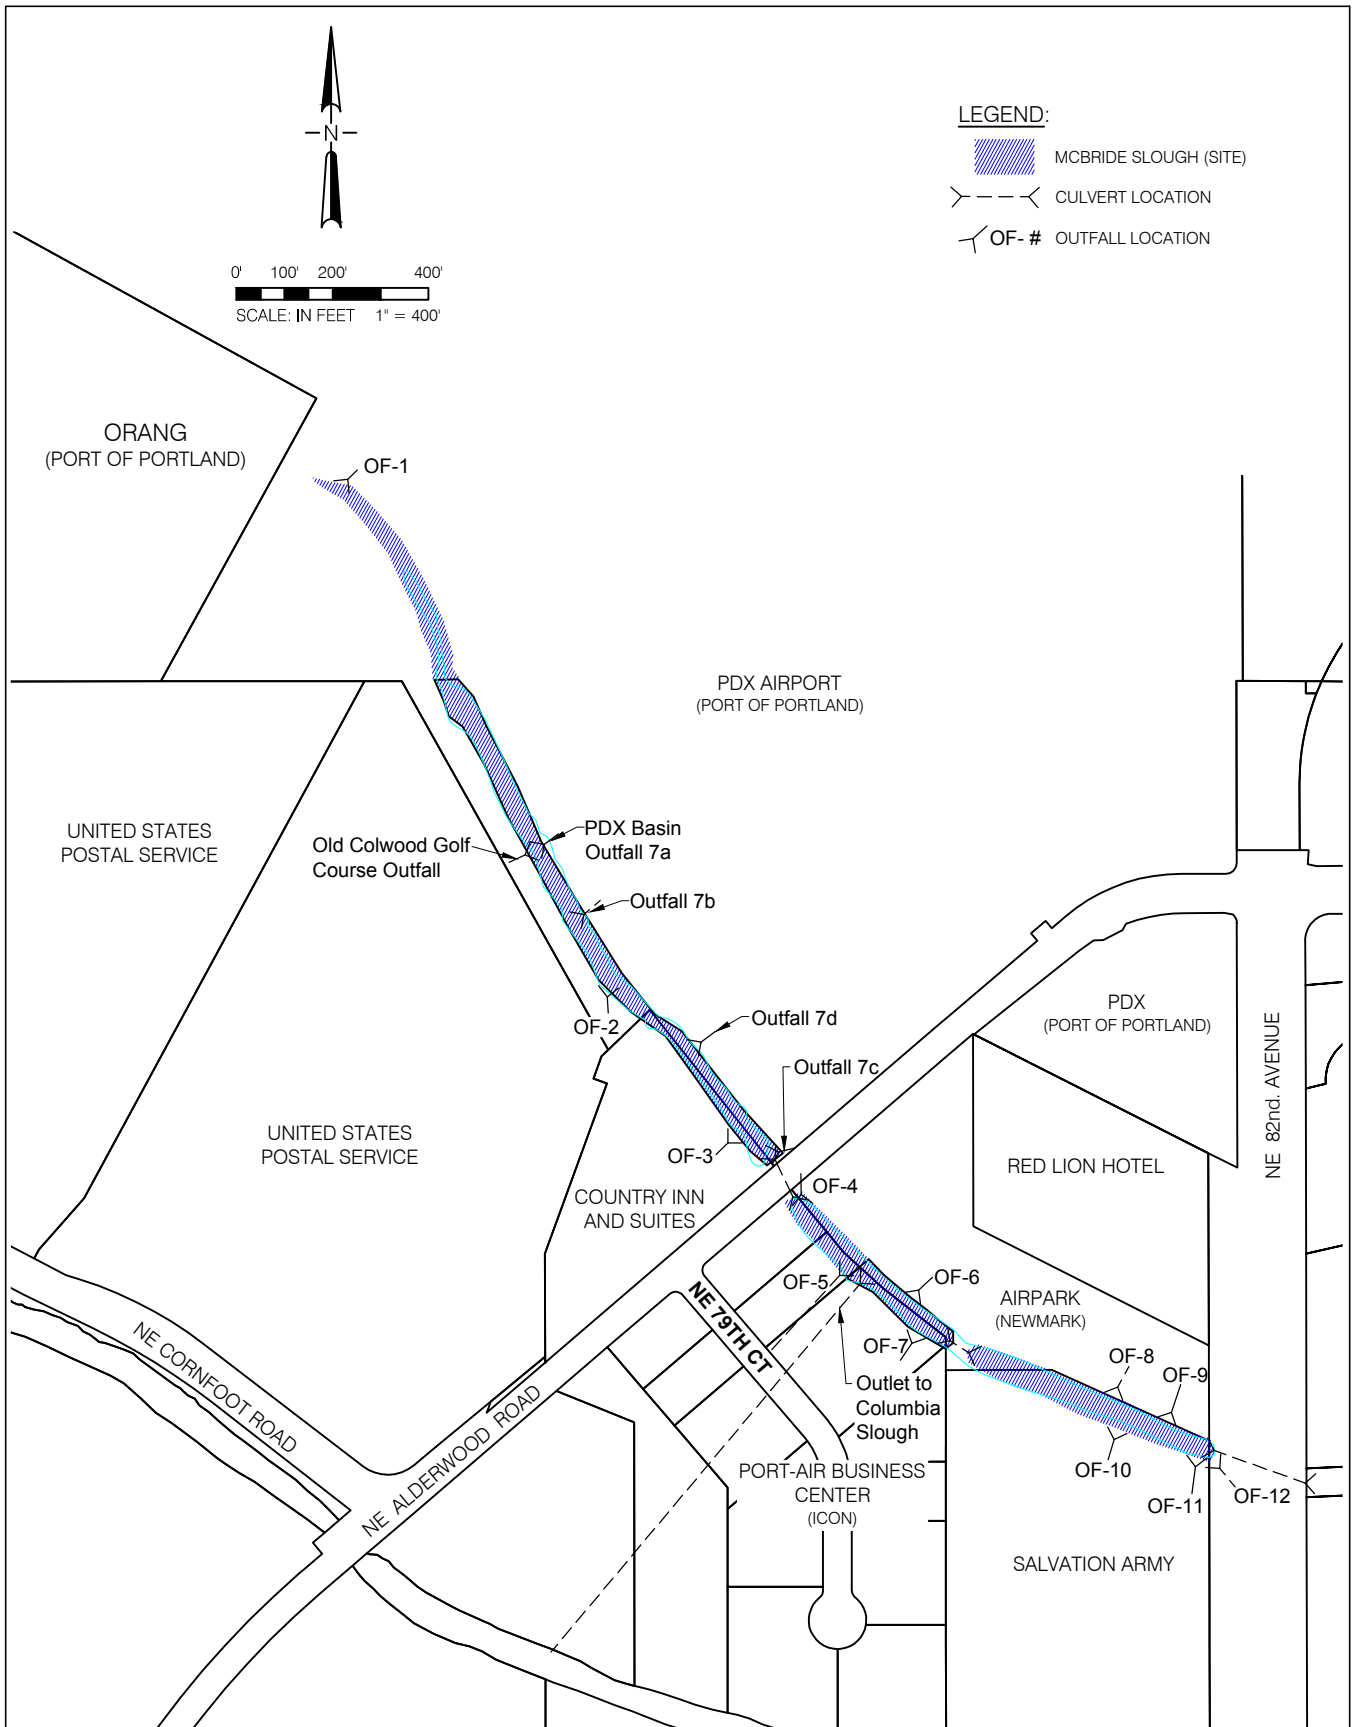 N
LEGEND:
MCBRIDE SLOUGH (SITE)
CULVERT LOCATION
OF- # OUTFALL LOCATION
0' 100' 200' 400'
SCALE: IN FEET 1" = 400'
ORANG
(PORT OF PORTLAND)
OF-1
PDX AIRPORT
(PORT OF PORTLAND)
UNITED STATES
POSTAL SERVICE
Old Colwood Golf
Course Outfall
PDX Basin
Outfall 7a
Outfall 7b
OF-2
Outfall 7d
Outfall 7c
PDX
(PORT OF PORTLAND)
NE 82nd. AVENUE
UNITED STATES
POSTAL SERVICE
OF-3
COUNTRY INN
AND SUITES
OF-4
RED LION HOTEL
OF-5
OF-6
AIRPARK
(NEWMARK)
NE 79TH CT
OF-7
Outlet to
Columbia
Slough
OF-8
OF-9
NE CORNFOOT ROAD
NE ALDERWOOD ROAD
PORT-AIR BUSINESS
CENTER
(ICON)
OF-10
OF-11
OF-12
SALVATION ARMY